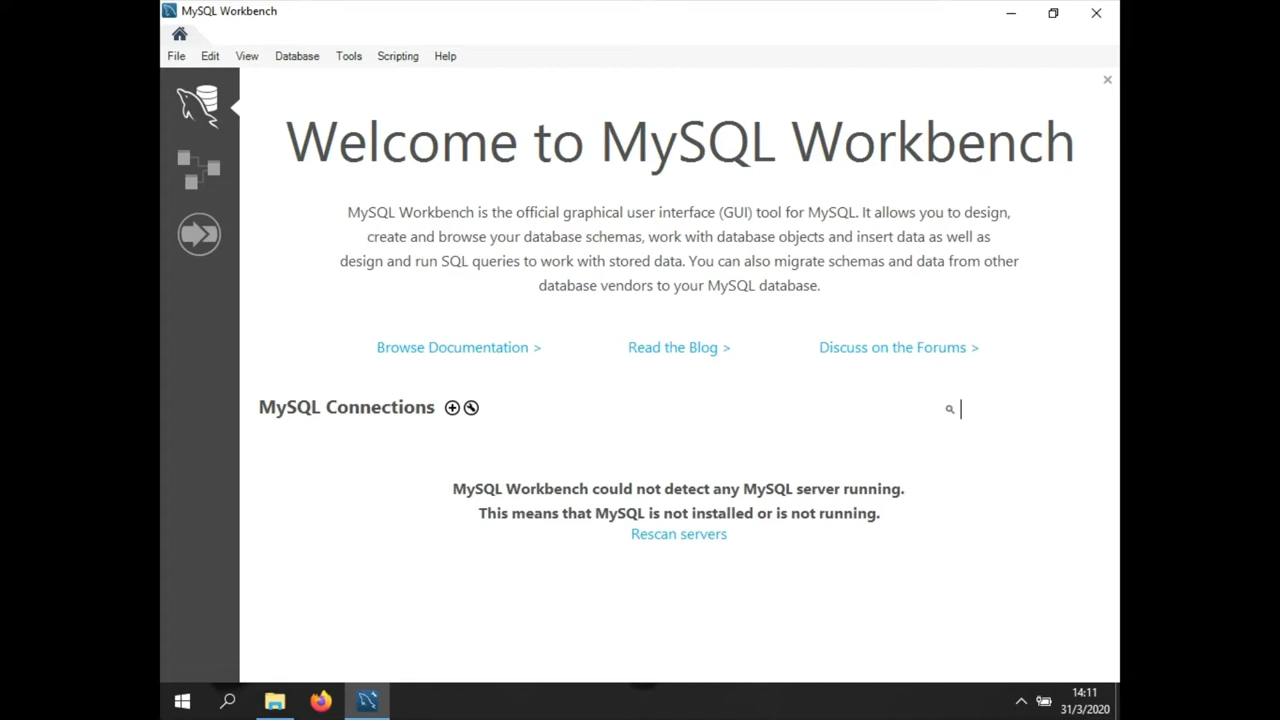 MySQL Workbench
File Edit View Database Tools Scripting Help
Welcome to MySQL Workbench
MySQL Workbench is the official graphical user interface (GUI) tool for MySQL. It allows you to design,
create and browse your database schemas, work with database objects and insert data as well as
design and run SQL queries to work with stored data. You can also migrate schemas and data from other
database vendors to your MySQL database.
Browse Documentation > Read the Blog > Discuss on the Forums >
MySQL Connections
MySQL Workbench could not detect any MySQL server running.
This means that MySQL is not installed or is not running.
Rescan servers
14:11
31/3/2020